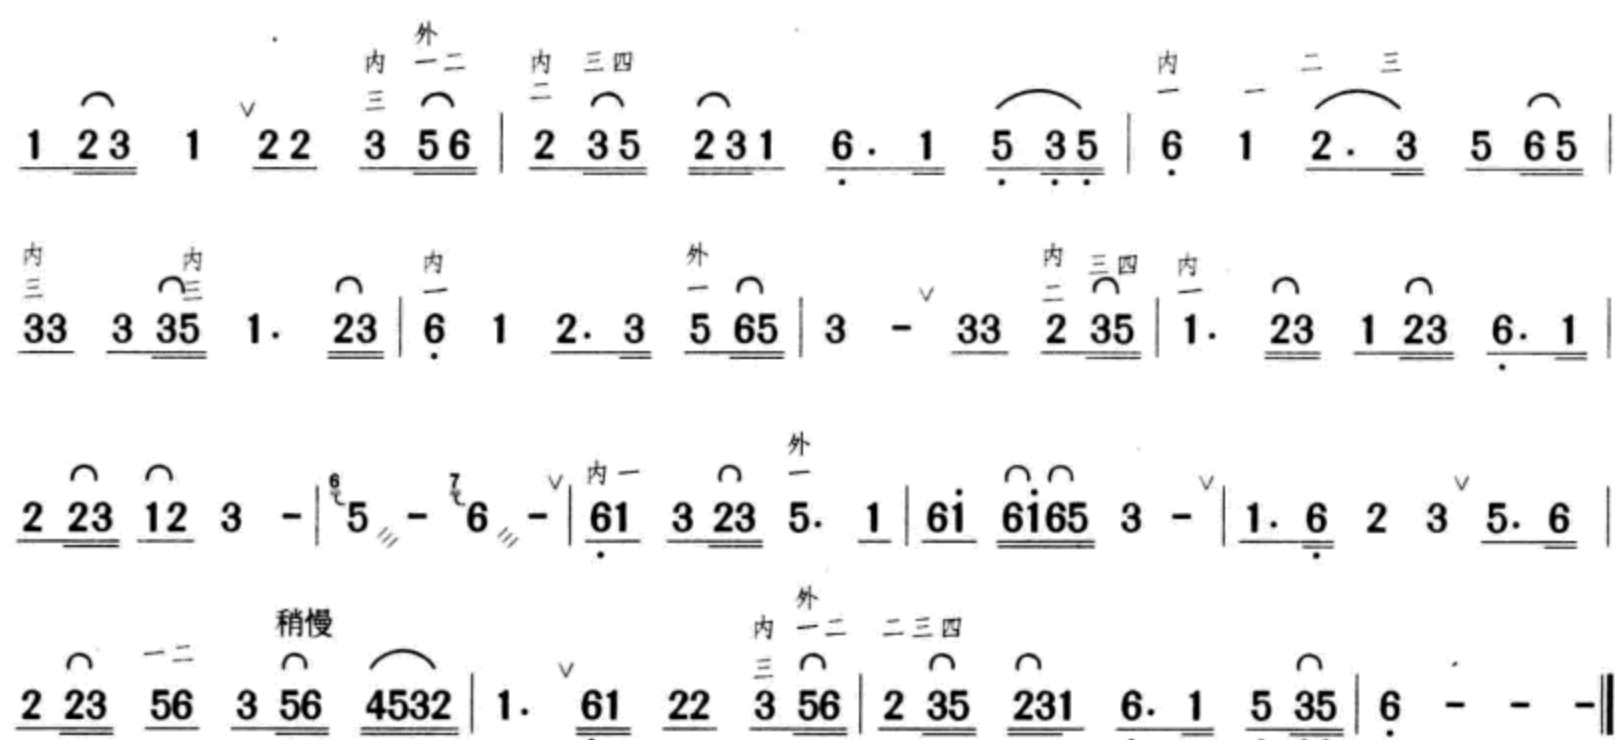 外
内 一二 内 三四 内 二 三
三 二 一 一
1 23 1 V 22 3 56 | 2 35 231 6· 1 5 35 | 6 1 2· 3 5 65 |
内 内 内 外 内 三四 内
三 三 一 一 二 一
33 3 35 1· 23 | 6 1 2· 3 5 65 | 3 - V 33 2 35 | 1· 23 1 23 6· 1 |
外
6 7 内一 一
2 23 12 3 - | 5 - 6 - V | 61 3 23 5· 1 | 6i 6i65 3 - V | 1· 6 2 3 V 5· 6 |
外
稍慢 内 一二 二三四
一二 三
2 23 56 3 56 4532 | 1· V 61 22 3 56 | 2 35 231 6· 1 5 35 | 6 - - - ‖